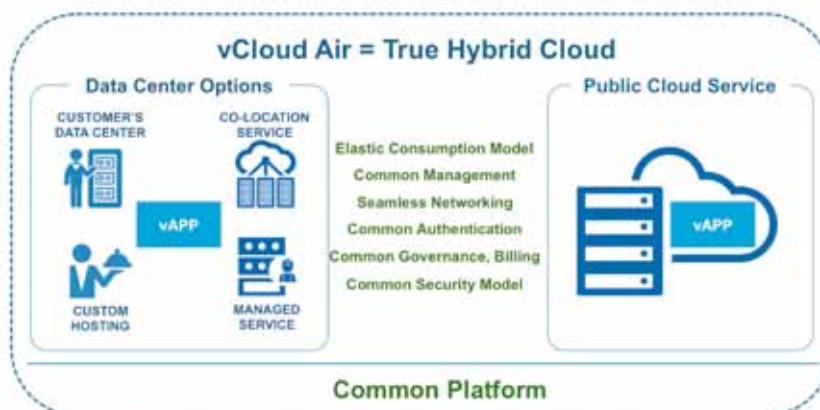 vCloud Air = True Hybrid Cloud
Data Center Options
CUSTOMER'S
DATA CENTER
CO-LOCATION
SERVICE
vAPP
CUSTOM
HOSTING
MANAGED
SERVICE
Elastic Consumption Model
Common Management
Seamless Networking
Common Authentication
Common Governance, Billing
Common Security Model
Public Cloud Service
vAPP
Common Platform